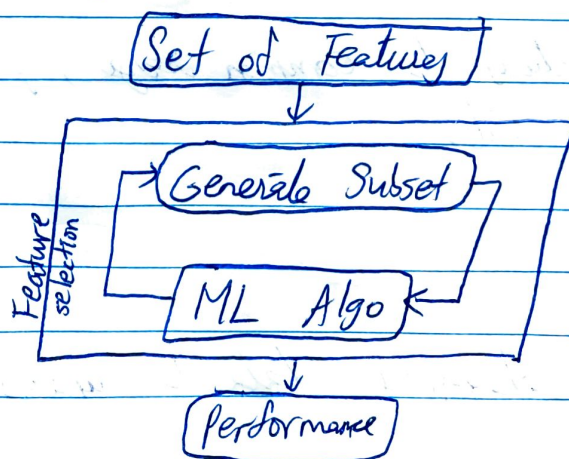 Set of Features
Generate Subset
Feature
selection
ML Algo
Performance